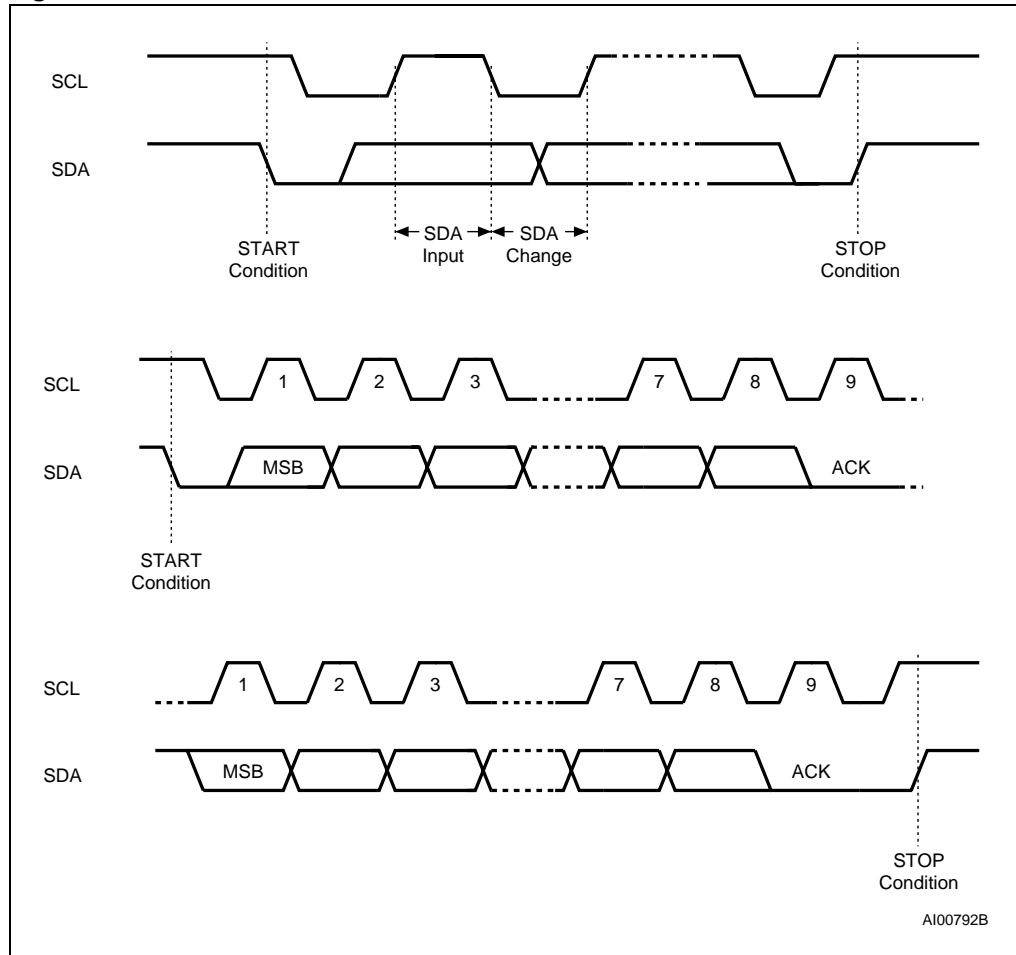 SCL
SDA
START
Condition
SDA
Input
SDA
Change
STOP
Condition
SCL
1 2 3 7 8 9
SDA
MSB
ACK
START
Condition
SCL
1 2 3 7 8 9
SDA
MSB
ACK
STOP
Condition
AI00792B